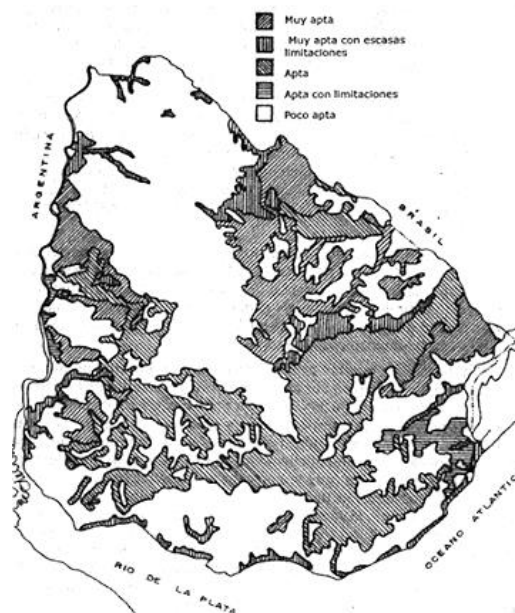 Muy apta
Muy apta con escasas
limitaciones
Apta
Apta con limitaciones
Poco apta
ARGENTINA
BRASIL
OCEANO ATLANTICO
RIO DE LA PLATA